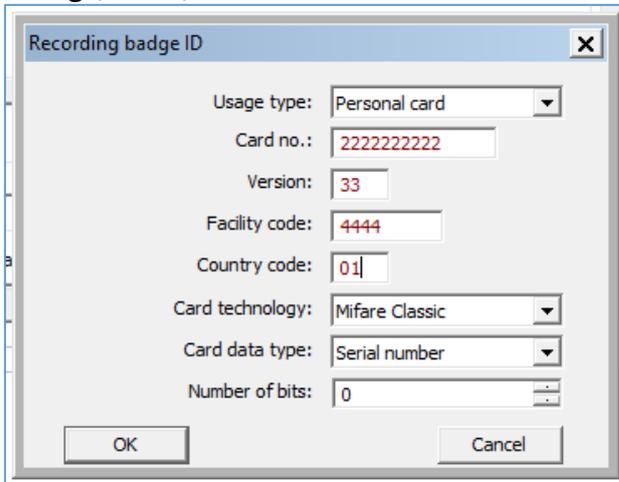 Recording badge ID
Usage type: Personal card
Card no.: 2222222222
Version: 33
Facility code: 4444
Country code: 01
Card technology: Mifare Classic
Card data type: Serial number
Number of bits: 0
OK Cancel